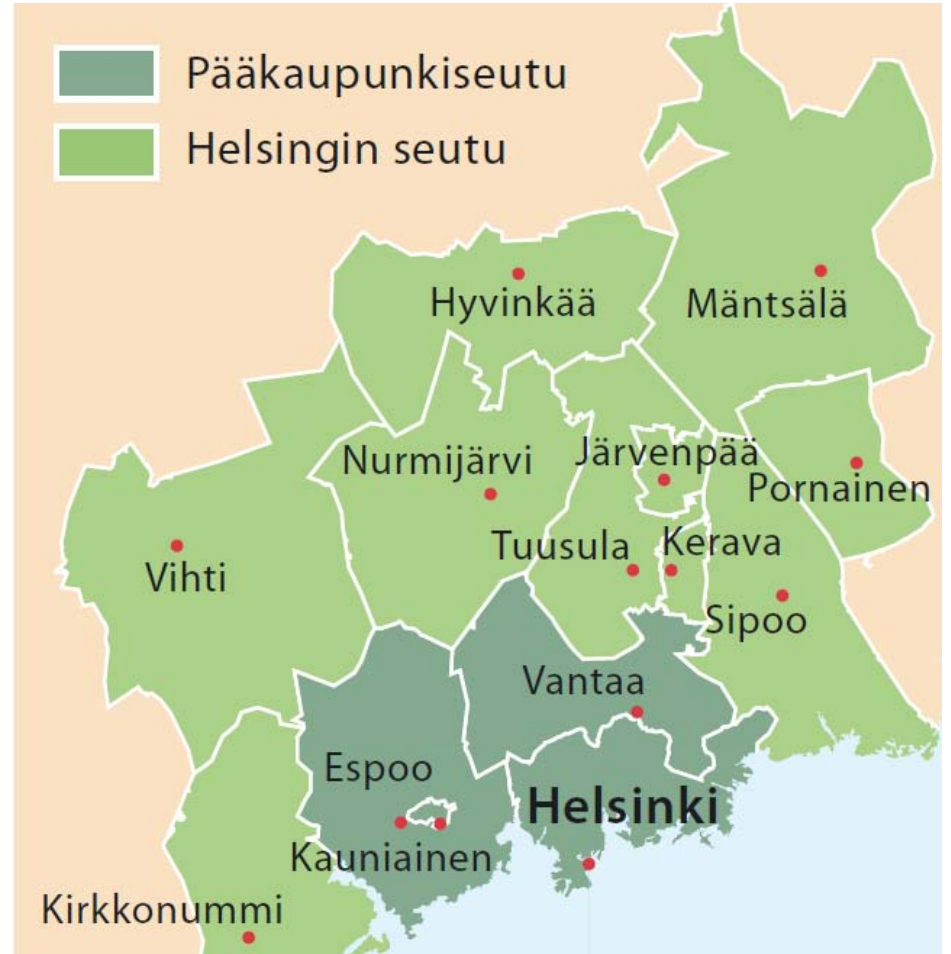 Pääkaupunkiseutu
Helsingin seutu
Hyvinkää
Mäntsälä
Nurmijärvi
Järvenpää
Pornainen
Tuusula
Kerava
Vihti
Sipoo
Vantaa
Espoo
Helsinki
Kauniainen
Kirkkonummi